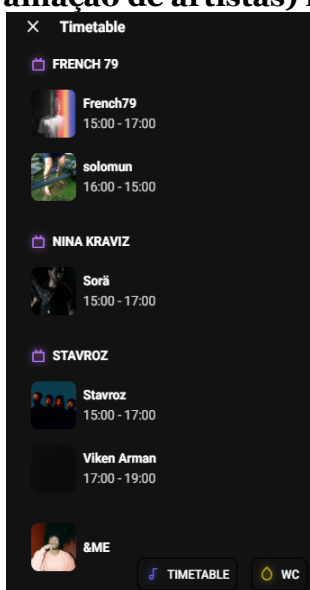 amação de artistas)
Timetable
FRENCH 79
French79
15:00 - 17:00
solomun
16:00 - 15:00
NINA KRAVIZ
Sorä
15:00 - 17:00
STAVROZ
Stavroz
15:00 - 17:00
Viken Arman
17:00 - 19:00
&ME
TIMETABLE
WC